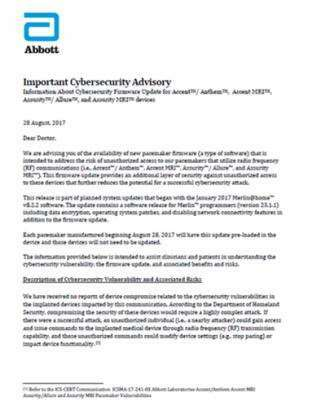 Abbott
Important Cybersecurity Advisory
Information About Cybersecurity Firmware Update for Accent™/ Anthem™, Accent MRI™,
Assurity™/ Allure™, and Assurity MRI™ devices
28 August, 2017
Dear Doctor,
We are advising you of the availability of new pacemaker firmware (a type of software) that is
intended to address the risk of unauthorized access to our pacemakers that utilize radio frequency
(RF) communications (i.e., Accent™/ Anthem™, Accent MRI™, Assurity™/ Allure™, and Assurity
MRI™). This firmware update provides an additional layer of security against unauthorized access
to these devices that further reduces the potential for a successful cybersecurity attack.
This release is part of planned system updates that began with the January 2017 Merlin@home™
v8.2.2 software. The update contains a software release for Merlin™ programmers (version 23.1.1)
including data encryption, operating system patches, and disabling network connectivity features in
addition to the firmware update.
Each pacemaker manufactured beginning August 28, 2017 will have this update pre-loaded in the
device and those devices will not need to be updated.
The information provided below is intended to assist clinicians and patients in understanding the
cybersecurity vulnerability, the firmware update, and associated benefits and risks.
Description of Cybersecurity Vulnerability and Associated Risks
We have received no reports of device compromise related to the cybersecurity vulnerabilities in
the implanted devices impacted by this communication. According to the Department of Homeland
Security, compromising the security of these devices would require a highly complex attack. If
there were a successful attack, an unauthorized individual (i.e., a nearby attacker) could gain access
and issue commands to the implanted medical device through radio frequency (RF) transmission
capability, and those unauthorized commands could modify device settings (e.g., stop pacing) or
impact device functionality. [1]
[1] Refer to the ICS-CERT Communication ICSMA-17-241-01 Abbott Laboratories Accent/Anthem Accent MRI
Assurity/Allure and Assurity MRI Pacemaker Vulnerabilities